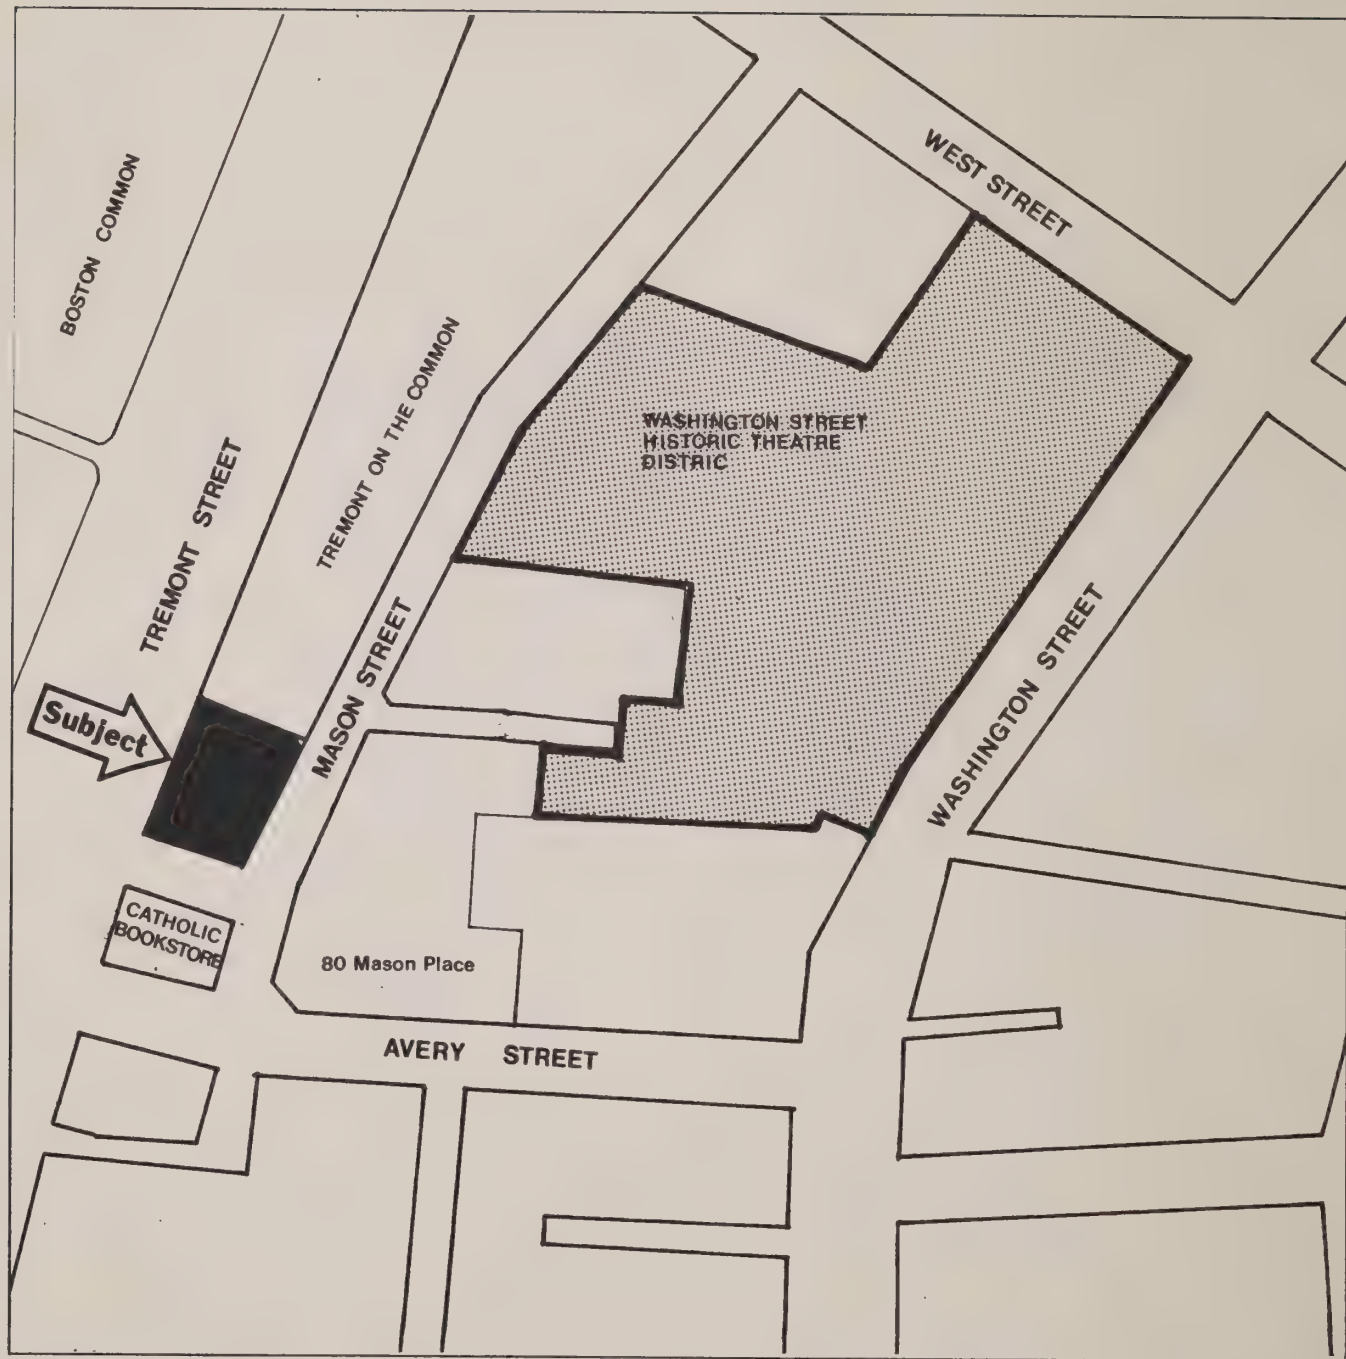 WEST STREET
BOSTON COMMON
TREMONT ON THE COMMON
WASHINGTON STREET
HISTORIC THEATRE
DISTRIC
TREMONT STREET
MASON STREET
WASHINGTON STREET
Subject
CATHOLIC
BOOKSTORE
80 Mason Place
AVERY STREET